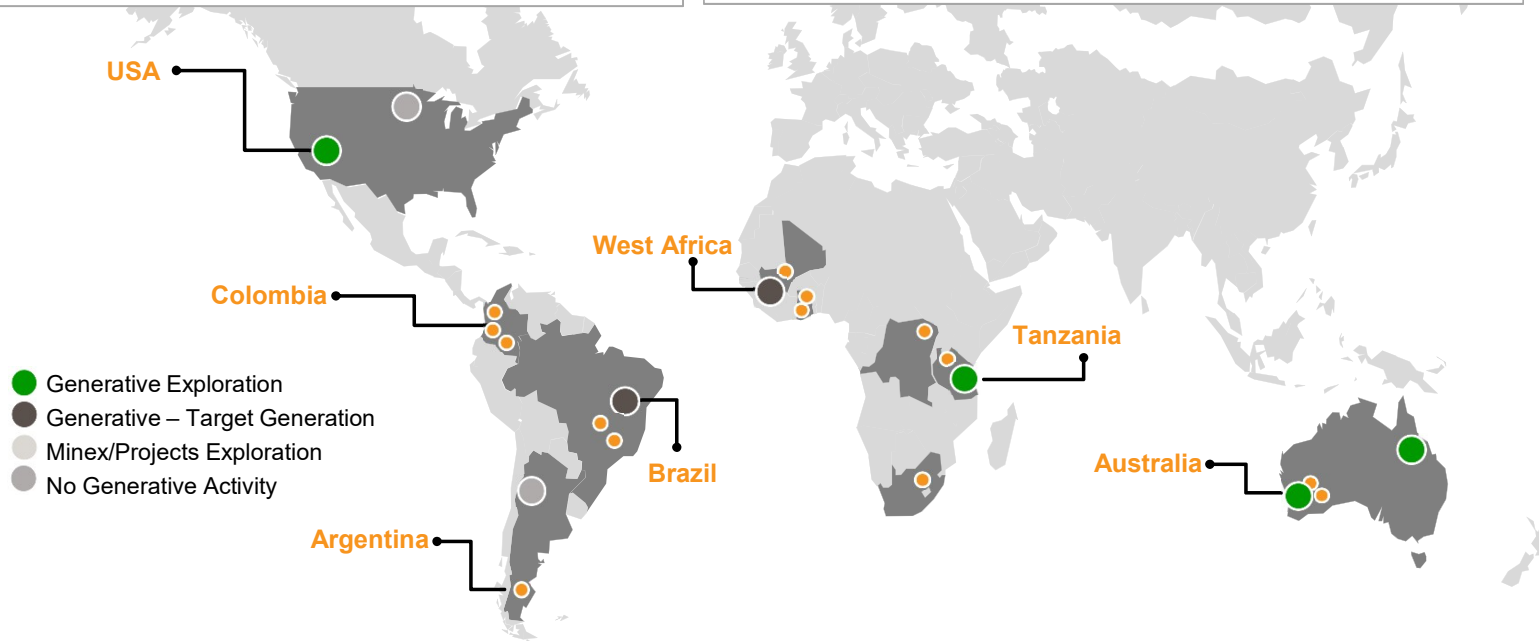 USA
West Africa
Colombia
Tanzania
Generative Exploration
Generative – Target Generation
Minex/Projects Exploration
No Generative Activity
Brazil
Australia
Argentina